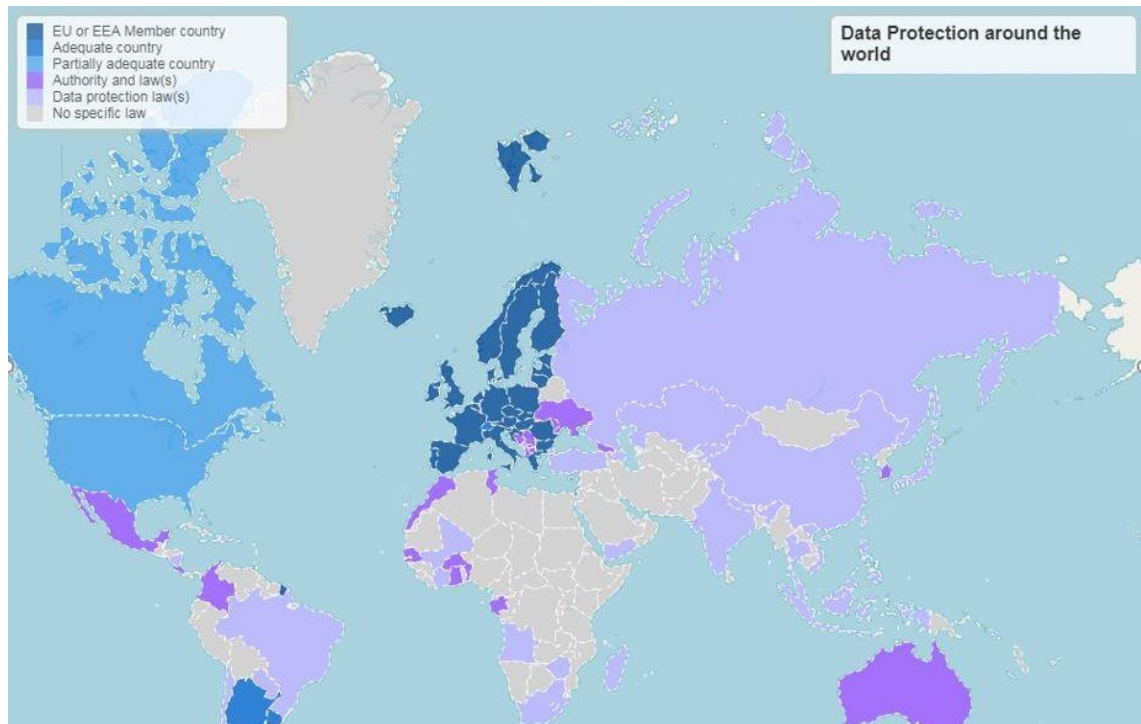 EU or EEA Member country
Adequate country
Partially adequate country
Authority and law(s)
Data protection law(s)
No specific law
Data Protection around the
world